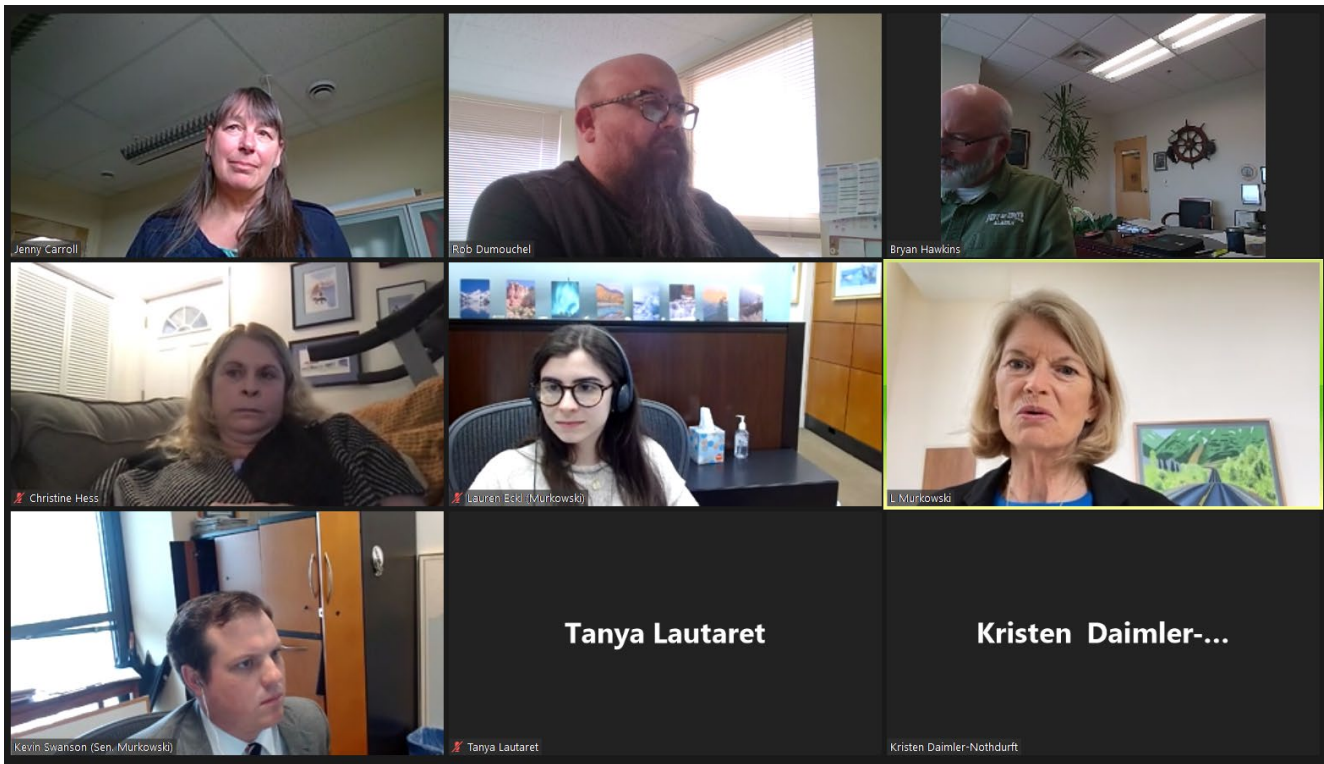 Jenny Carroll
Rob Dumouchel
Bryan Hawkins
Christine Hess
Lauren Eckl (Murkowski)
L Murkowski
Kevin Swanson (Sen. Murkowski)
Tanya Lautaret
Tanya Lautaret
Kristen Daimler-...
Kristen Daimler-Nothdurft